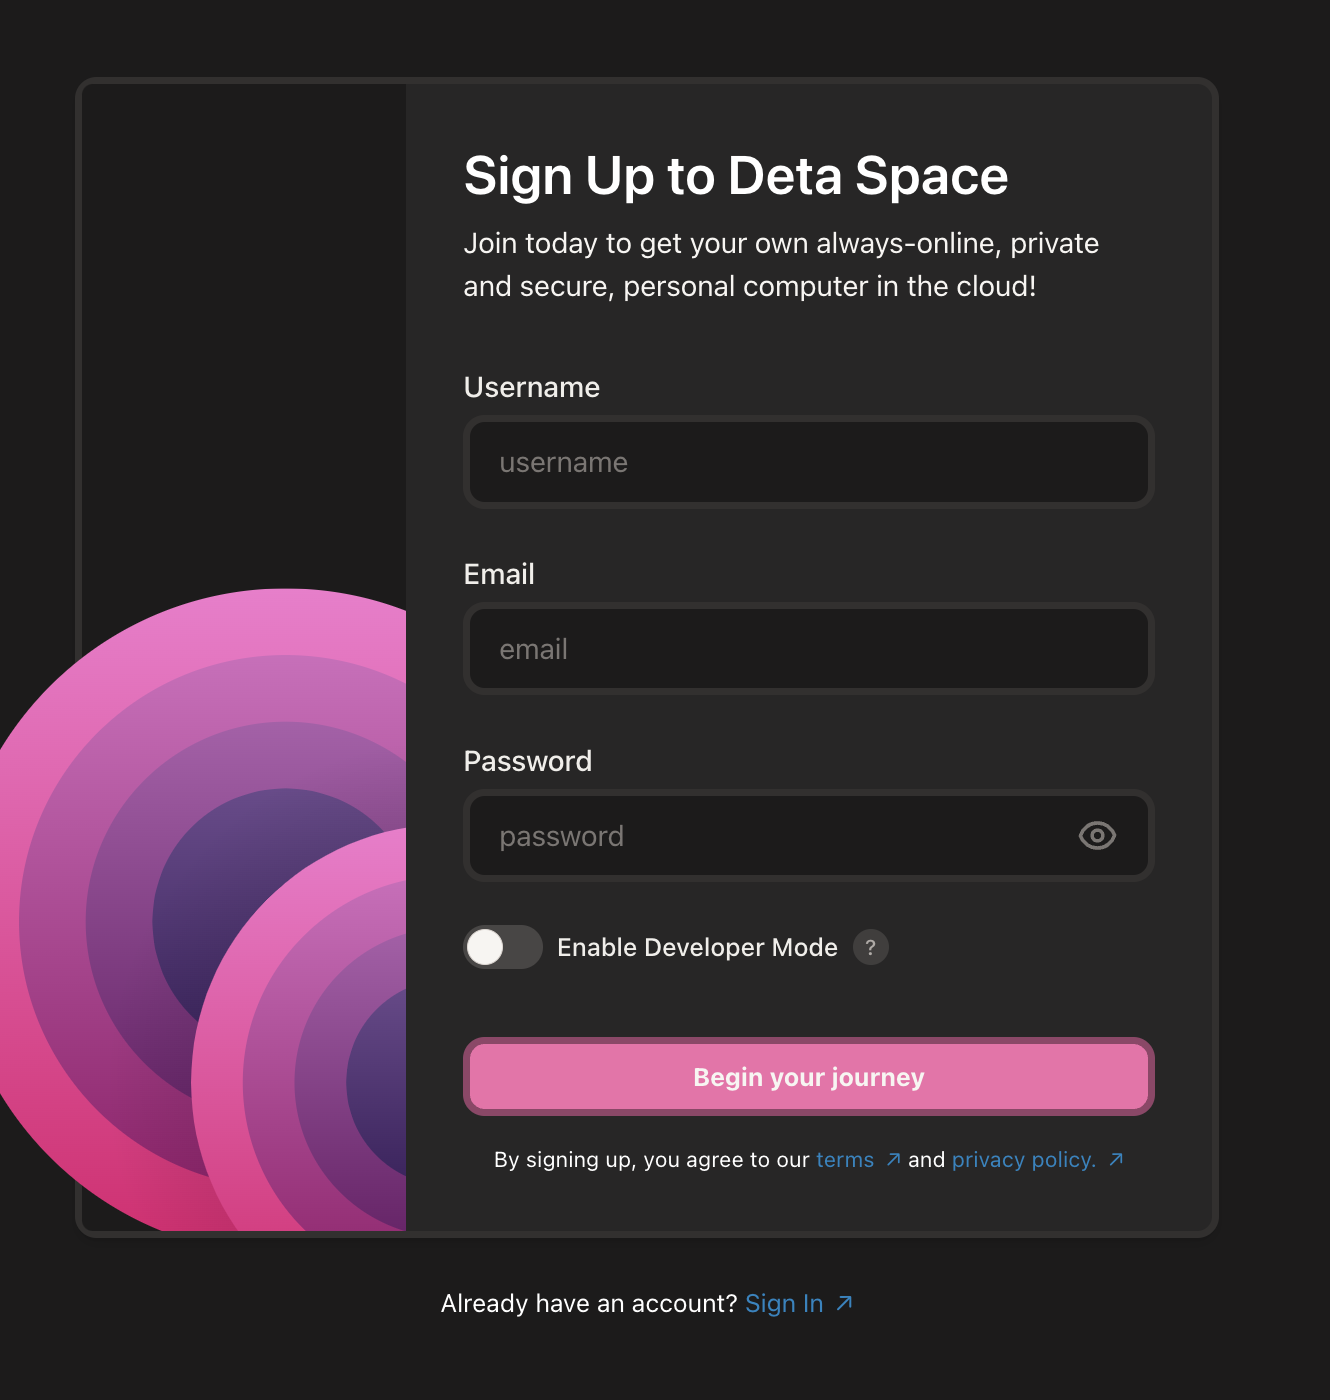 Sign Up to Deta Space
Join today to get your own always-online, private
and secure, personal computer in the cloud!
Username
username
Email
email
Password
password
Enable Developer Mode ?
Begin your journey
By signing up, you agree to our terms ↗ and privacy policy. ↗
Already have an account? Sign In ↗